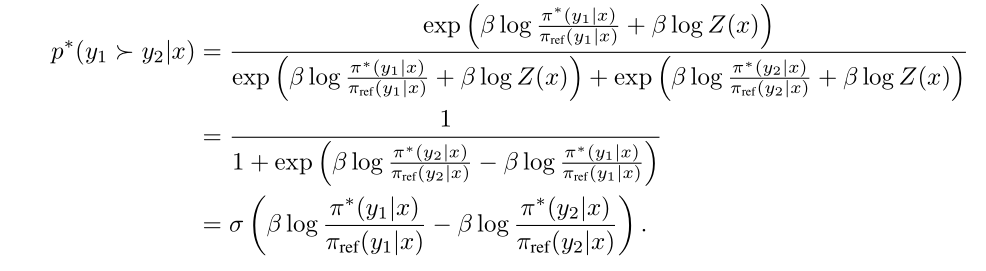 p*(y₁ ≻ y₂|x) = exp(β log π*(y₁|x)/π_ref(y₁|x) + β log Z(x)) / (exp(β log π*(y₁|x)/π_ref(y₁|x) + β log Z(x)) + exp(β log π*(y₂|x)/π_ref(y₂|x) + β log Z(x)))
= 1 / (1 + exp(β log π*(y₂|x)/π_ref(y₂|x) − β log π*(y₁|x)/π_ref(y₁|x)))
= σ(β log π*(y₁|x)/π_ref(y₁|x) − β log π*(y₂|x)/π_ref(y₂|x)).